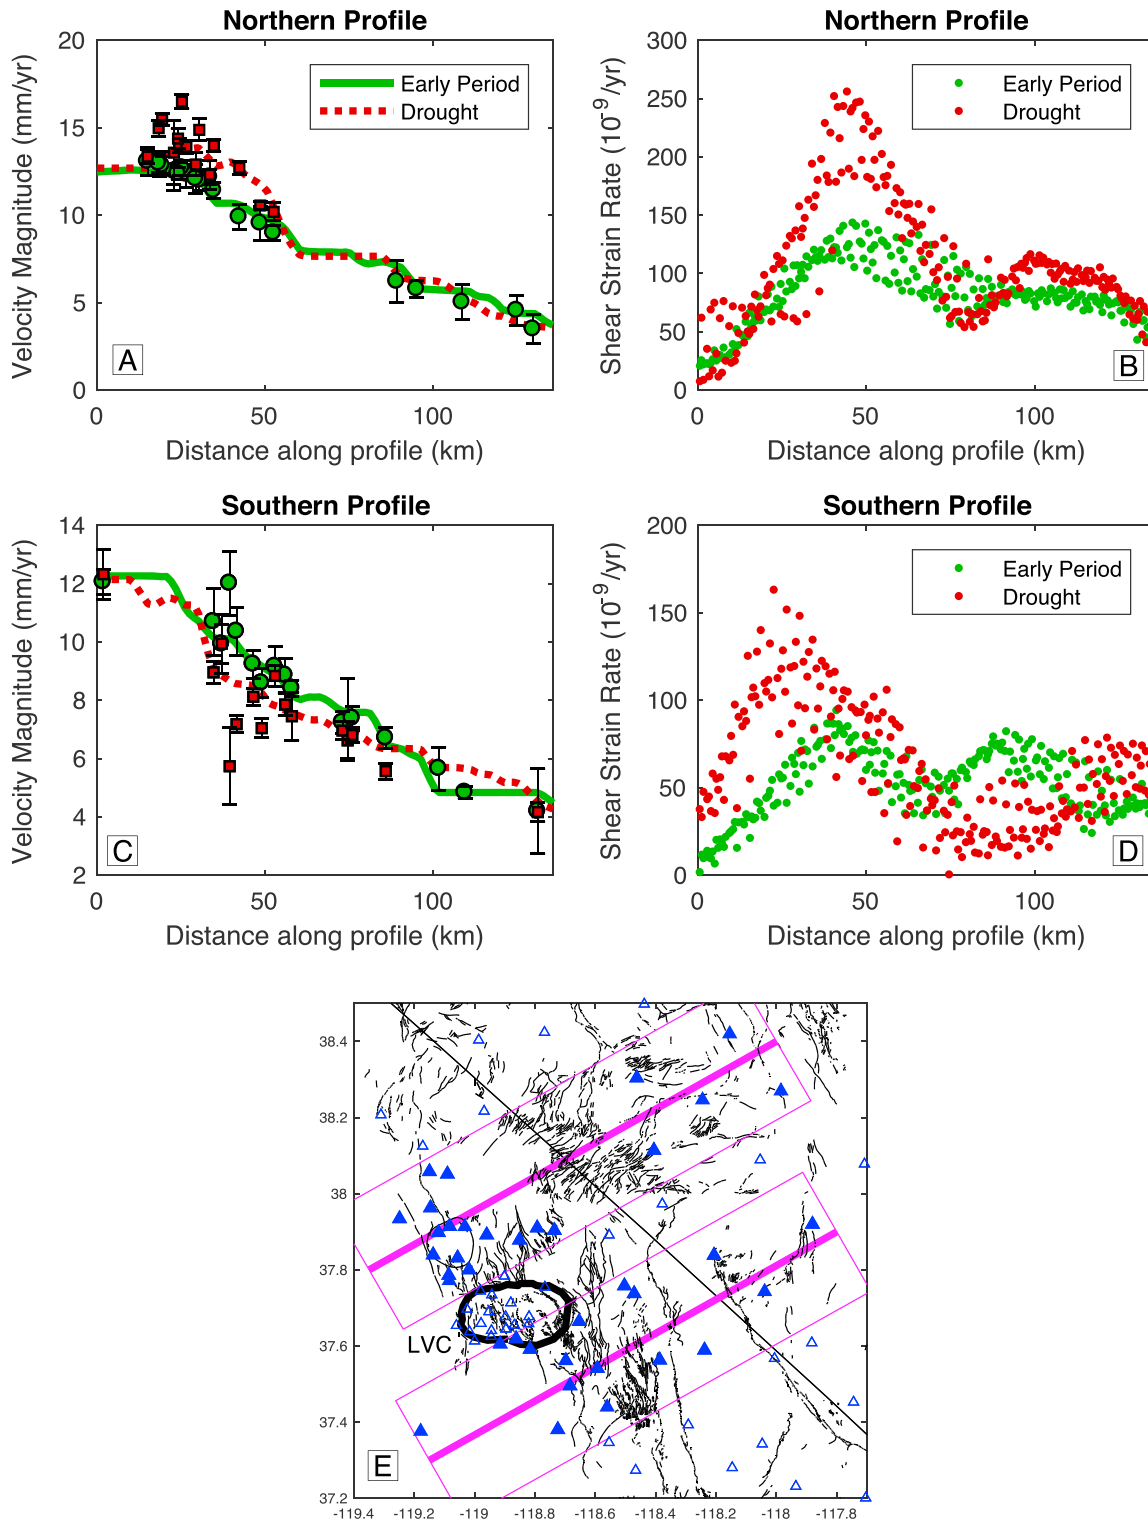 Northern Profile
Velocity Magnitude (mm/yr)
20
15
10
5
0
Early Period
Drought
A
0
50
100
Distance along profile (km)
Northern Profile
Shear Strain Rate (10⁻⁹/yr)
300
250
200
150
100
50
0
Early Period
Drought
B
0
50
100
Distance along profile (km)
Southern Profile
Velocity Magnitude (mm/yr)
14
12
10
8
6
4
2
C
0
50
100
Distance along profile (km)
Southern Profile
Shear Strain Rate (10⁻⁹/yr)
200
150
100
50
0
Early Period
Drought
D
0
50
100
Distance along profile (km)
38.4
38.2
38
37.8
37.6
37.4
37.2
LVC
E
-119.4
-119.2
-119
-118.8
-118.6
-118.4
-118.2
-118
-117.8